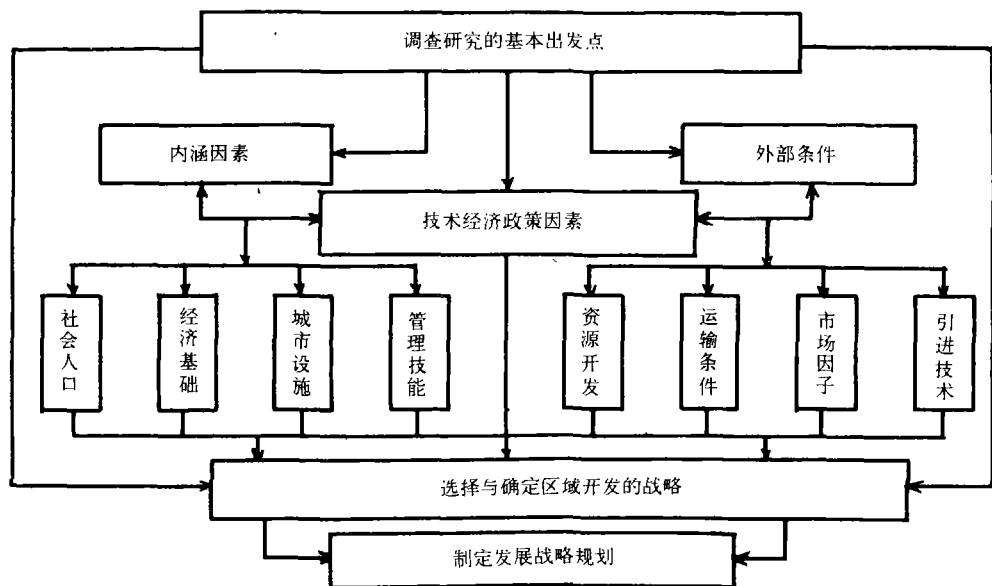 调查研究的基本出发点
内涵因素
外部条件
技术经济政策因素
社会人口
经济基础
城市设施
管理技能
资源开发
运输条件
市场因子
引进技术
选择与确定区域开发的战略
制定发展战略规划